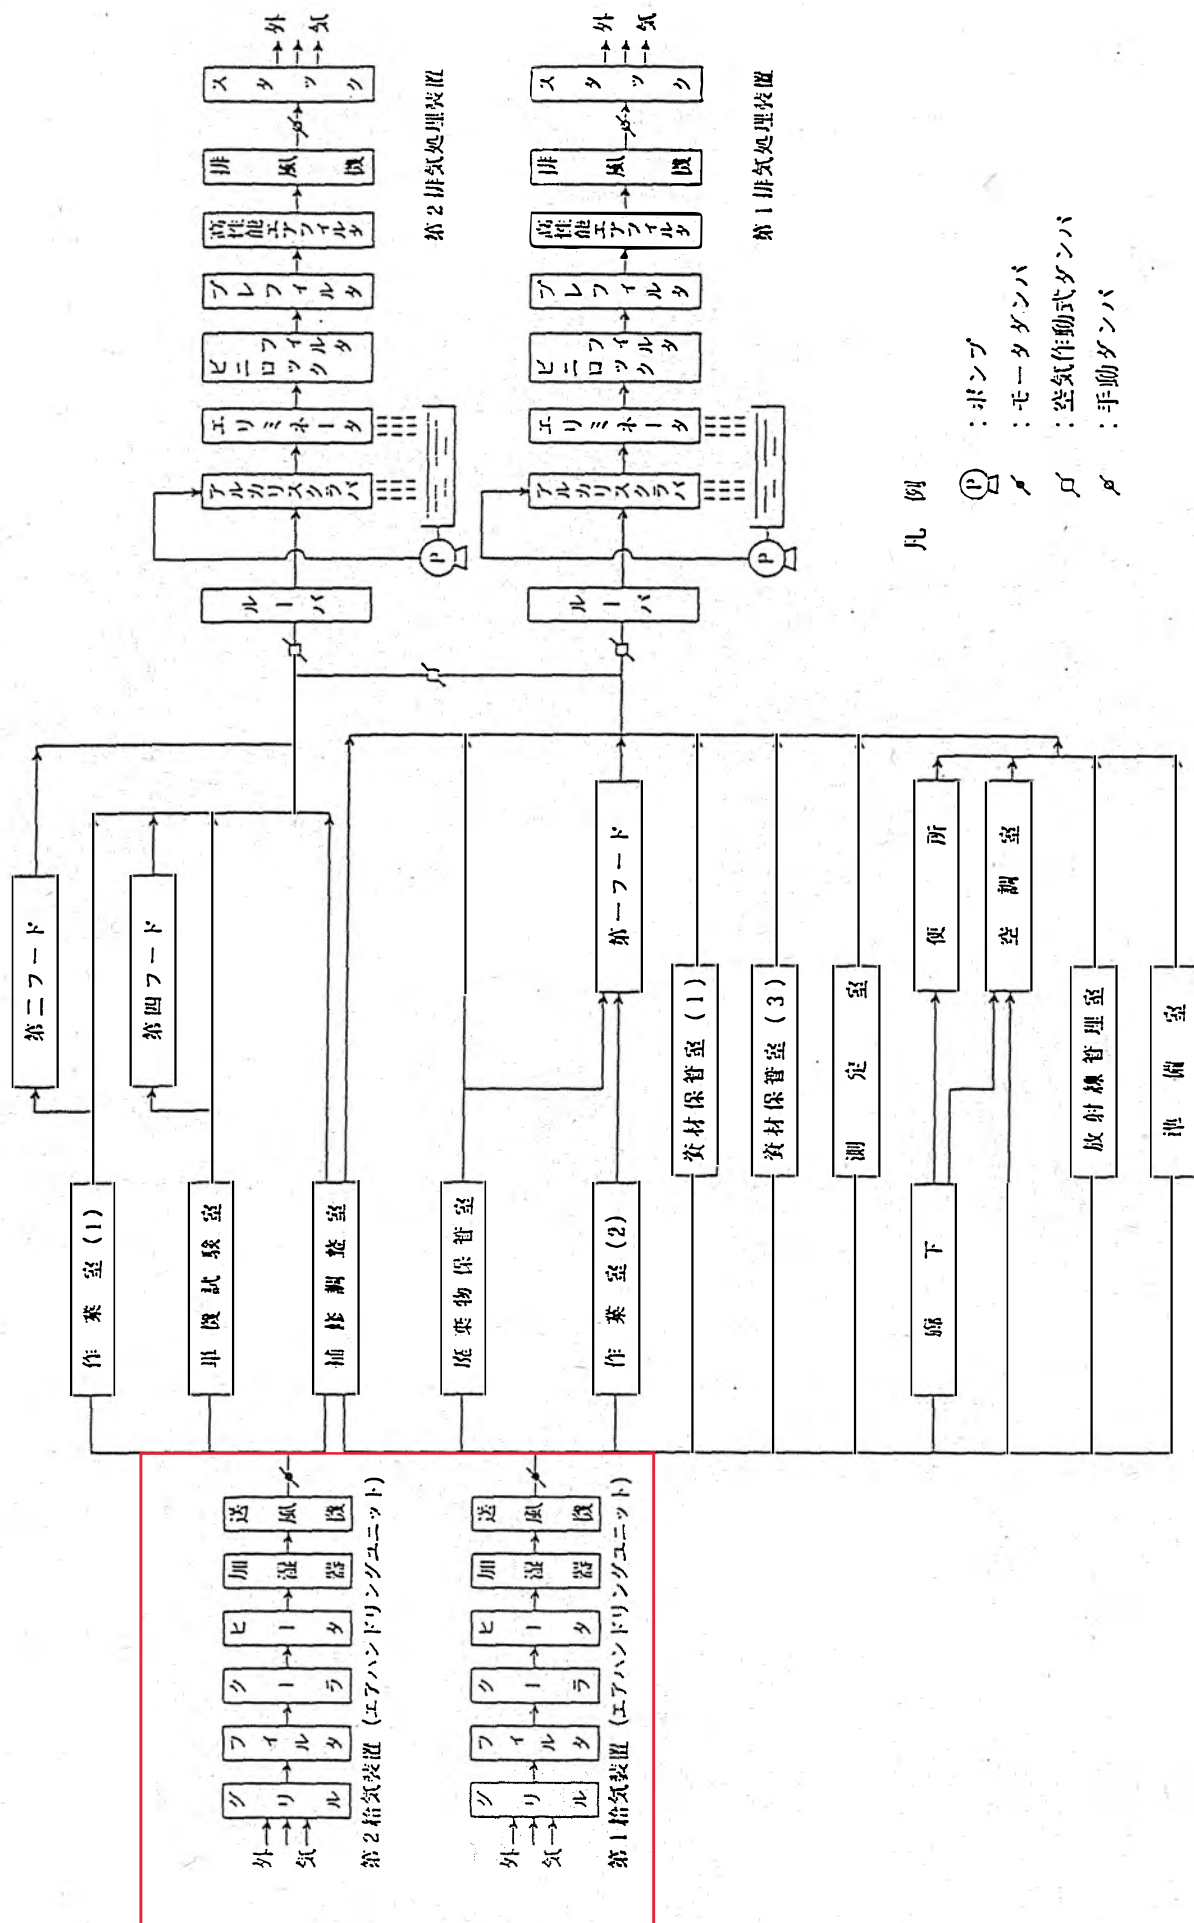 外気
グリル
フィルタ
クーラ
ヒータ
加湿器
送風機
第2給気装置(エアハンドリングユニット)
外気
グリル
フィルタ
クーラ
ヒータ
加湿器
送風機
第1給気装置(エアハンドリングユニット)
作業室(1)
単機試験室
補修調整室
廃棄物保管室
作業室(2)
廊下
第二フード
第四フード
第一フード
資材保管室(1)
資材保管室(3)
測定室
便所
空調室
放射線管理室
準備室
ルーバ
アルカリスクラバ
エリミネータ
ビニロックフィルタ
プレフィルタ
高性能エアフィルタ
排風機
スタック
外気
P
第2排気処理装置
ルーバ
アルカリスクラバ
エリミネータ
ビニロックフィルタ
プレフィルタ
高性能エアフィルタ
排風機
スタック
外気
P
第1排気処理装置
凡例
P :ポンプ
:モータダンパ
:空気作動式ダンパ
:手動ダンパ